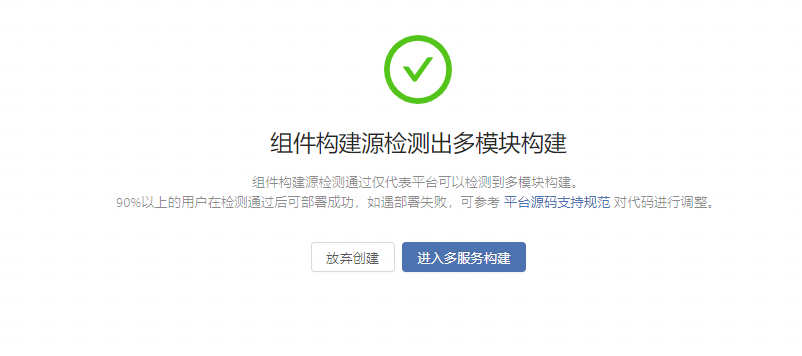 组件构建源检测出多模块构建
组件构建源检测通过仅代表平台可以检测到多模块构建。
90%以上的用户在检测通过后可部署成功，如遇部署失败，可参考 平台源码支持规范 对代码进行调整。
放弃创建 进入多服务构建